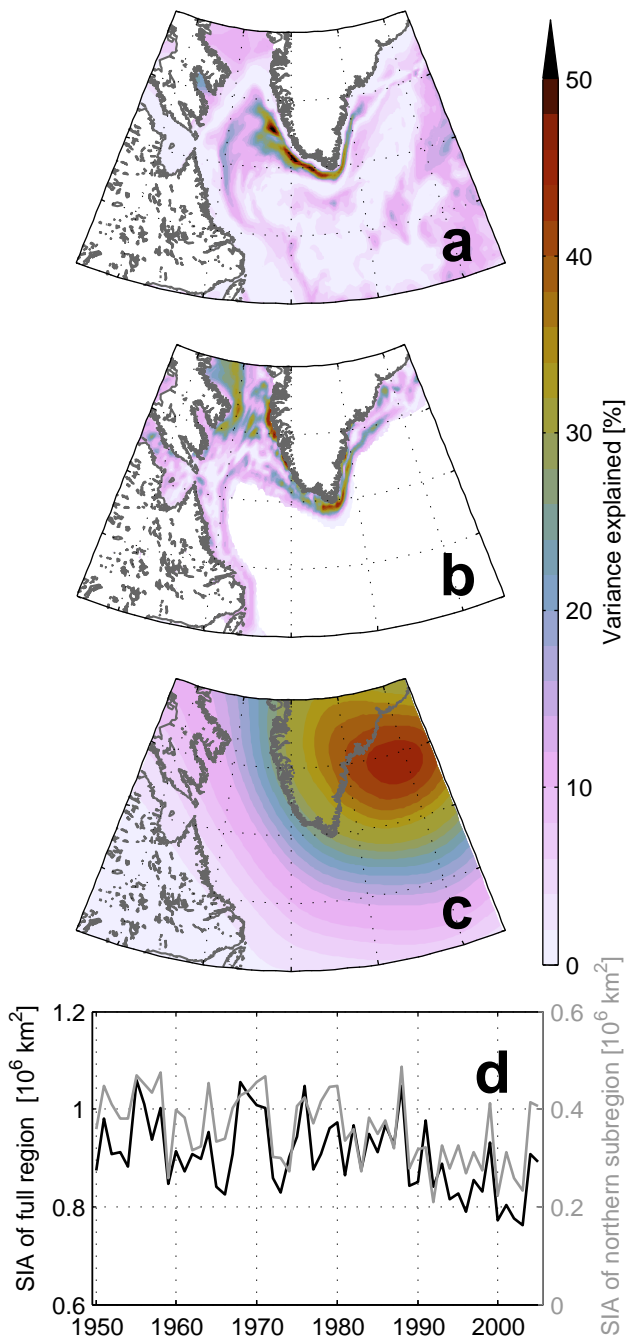 a
b
c
50
40
30
20
10
0
Variance explained [%]
d
1.2
1
0.8
0.6
SIA of full region [10⁶ km²]
0.6
0.4
0.2
0
SIA of northern subregion [10⁶ km²]
1950 1960 1970 1980 1990 2000